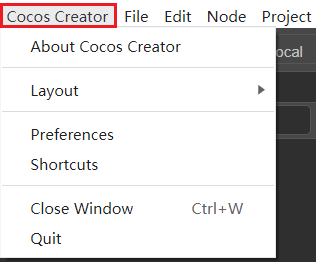 Cocos Creator File Edit Node Project
About Cocos Creator
ocal
Layout
Preferences
Shortcuts
Close Window Ctrl+W
Quit